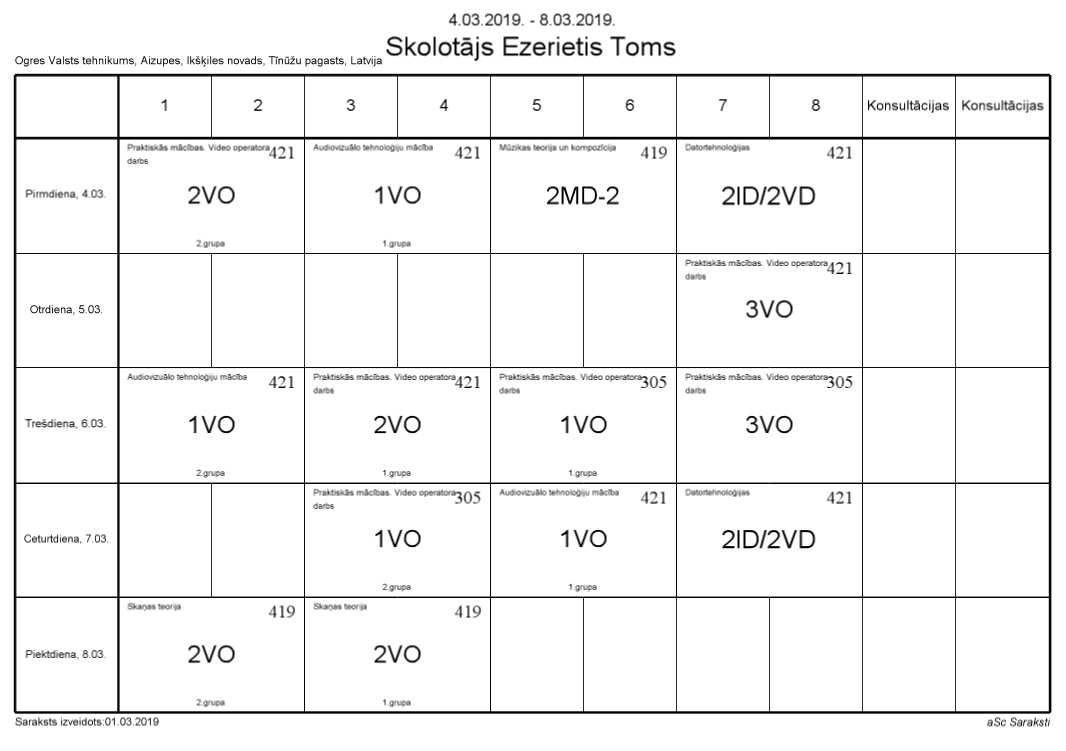 4.03.2019. - 8.03.2019.
Skolotājs Ezerietis Toms
Ogres Valsts tehnikums, Aizupes, Ikšķiles novads, Tīnūžu pagasts, Latvija
1 2 3 4 5 6 7 8 Konsultācijas Konsultācijas
Pirmdiena, 4.03.
Praktiskās mācības. Video operatora
darbs
421
2VO
2.grupa
Audiovizuālo tehnoloģiju mācība
421
1VO
1.grupa
Mūzikas teorija un kompozīcija
419
2MD-2
Datortehnoloģijas
421
2ID/2VD
Otrdiena, 5.03.
Praktiskās mācības. Video operatora
darbs
421
3VO
Trešdiena, 6.03.
Audiovizuālo tehnoloģiju mācība
421
1VO
2.grupa
Praktiskās mācības. Video operatora
darbs
421
2VO
1.grupa
Praktiskās mācības. Video operatora
darbs
305
1VO
1.grupa
Praktiskās mācības. Video operatora
darbs
305
3VO
Ceturtdiena, 7.03.
Praktiskās mācības. Video operatora
darbs
305
1VO
2.grupa
Audiovizuālo tehnoloģiju mācība
421
1VO
1.grupa
Datortehnoloģijas
421
2ID/2VD
Piektdiena, 8.03.
Skaņas teorija
419
2VO
2.grupa
Skaņas teorija
419
2VO
1.grupa
Saraksts izveidots:01.03.2019
aSc Saraksti